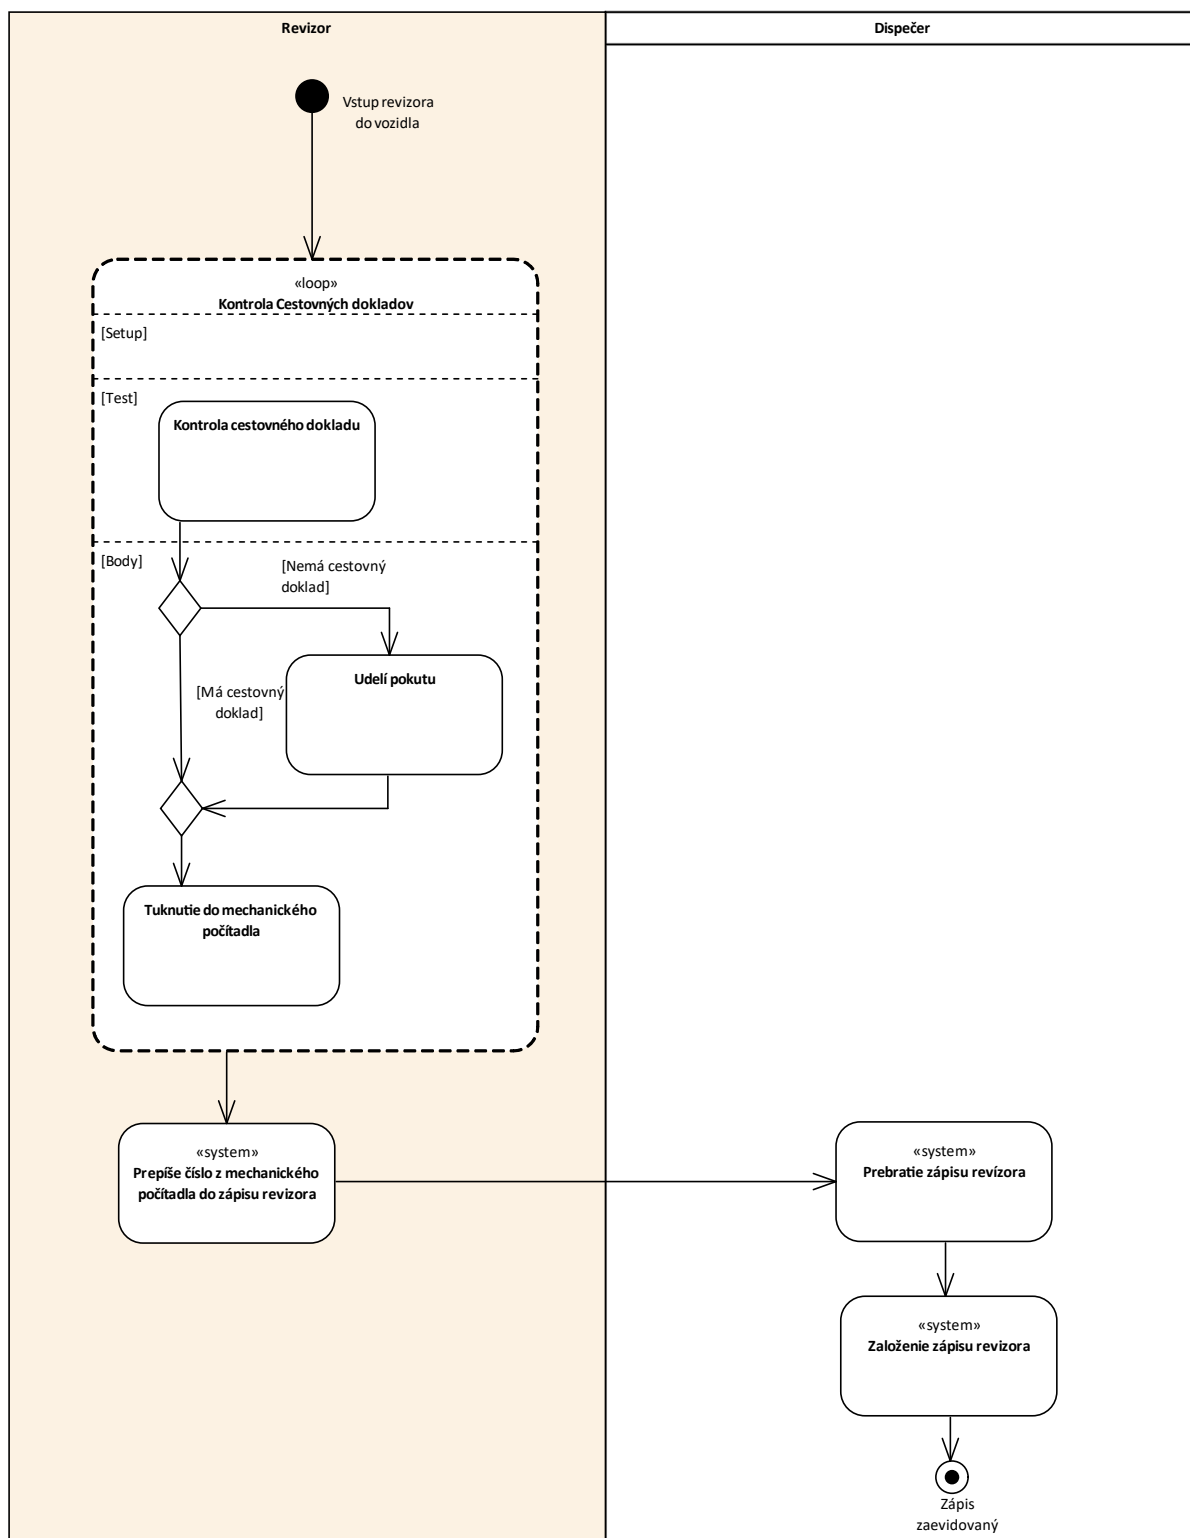 Revizor
Dispečer
Vstup revizora
do vozidla
«loop»
Kontrola Cestovných dokladov
[Setup]
[Test]
Kontrola cestovného dokladu
[Body]
[Nemá cestovný
doklad]
Udelí pokutu
[Má cestovný
doklad]
Tuknutie do mechanického
počítadla
«system»
Prepíše číslo z mechanického
počítadla do zápisu revizora
«system»
Prebratie zápisu revízora
«system»
Založenie zápisu revizora
Zápis
zaevidovaný